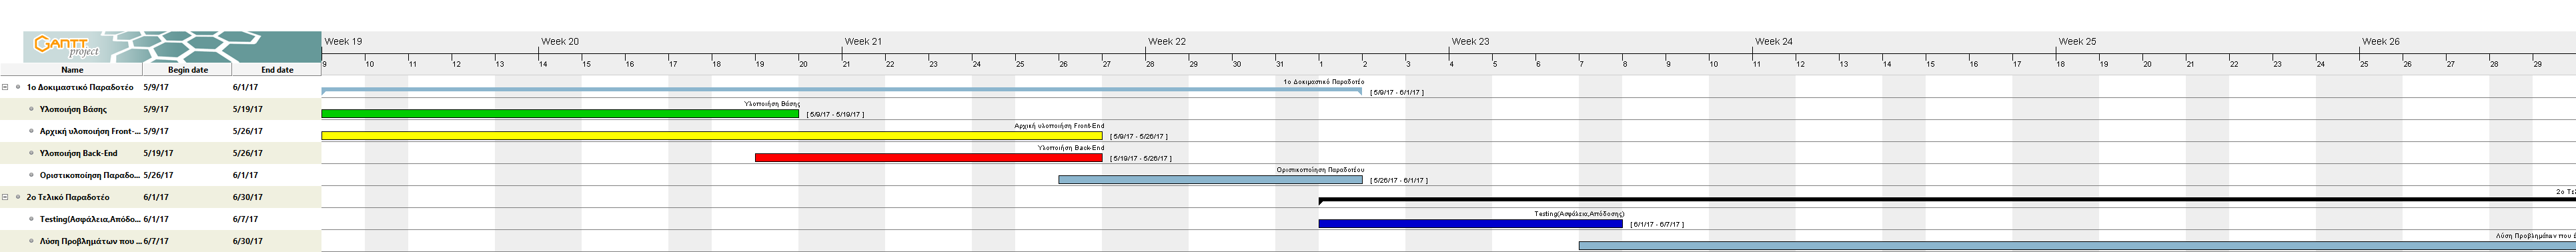 Week 19 Week 20 Week 21 Week 22 Week 23 Week 24 Week 25 Week 26
GANTT project
9 10 11 12 13 14 15 16 17 18 19 20 21 22 23 24 25 26 27 28 29 30 31 1 2 3 4 5 6 7 8 9 10 11 12 13 14 15 16 17 18 19 20 21 22 23 24 25 26 27 28 29
Name Begin date End date
1ο Δοκιμαστικό Παραδοτέο
1ο Δοκιμαστικό Παραδοτέο 5/9/17 6/1/17 [ 5/9/17 - 6/1/17 ]
Υλοποιήση Βάσης
Υλοποιήση Βάσης 5/9/17 5/19/17 [ 5/9/17 - 5/19/17 ]
Αρχική υλοποιήση Front-End
Αρχική υλοποιήση Front-... 5/9/17 5/26/17 [ 5/9/17 - 5/26/17 ]
Υλοποιήση Back-End
Υλοποιήση Back-End 5/19/17 5/26/17 [ 5/19/17 - 5/26/17 ]
Οριστικοποίηση Παραδοτέου
Οριστικοποίηση Παραδο... 5/26/17 6/1/17 [ 5/26/17 - 6/1/17 ]
2ο Τελικό Παραδοτέο 6/1/17 6/30/17 2ο
Testing(Ασφάλεια,Απόδοσης)
Testing(Ασφάλεια,Απόδο... 6/1/17 6/7/17 [ 6/1/17 - 6/7/17 ]
Λύση Προβλημάτων που
Λύση Προβλημάτων που ... 6/7/17 6/30/17